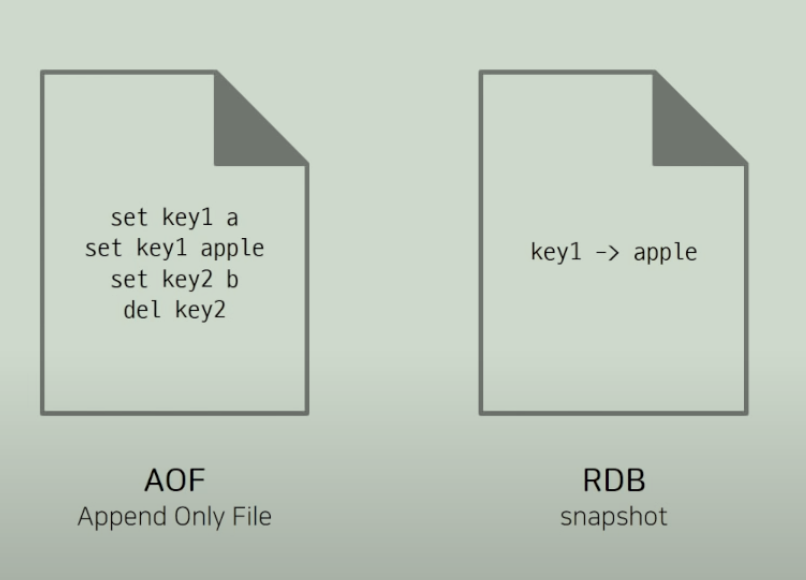 set key1 a
set key1 apple
set key2 b
del key2
AOF
Append Only File
key1 -> apple
RDB
snapshot